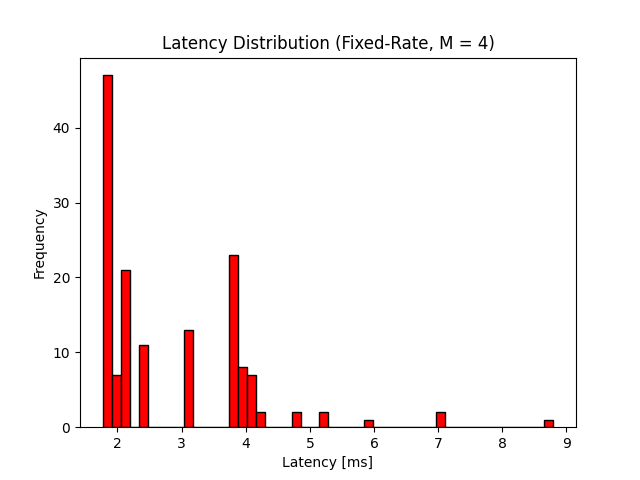 Latency Distribution (Fixed-Rate, M = 4)
Frequency
40
30
20
10
0
2 3 4 5 6 7 8 9
Latency [ms]